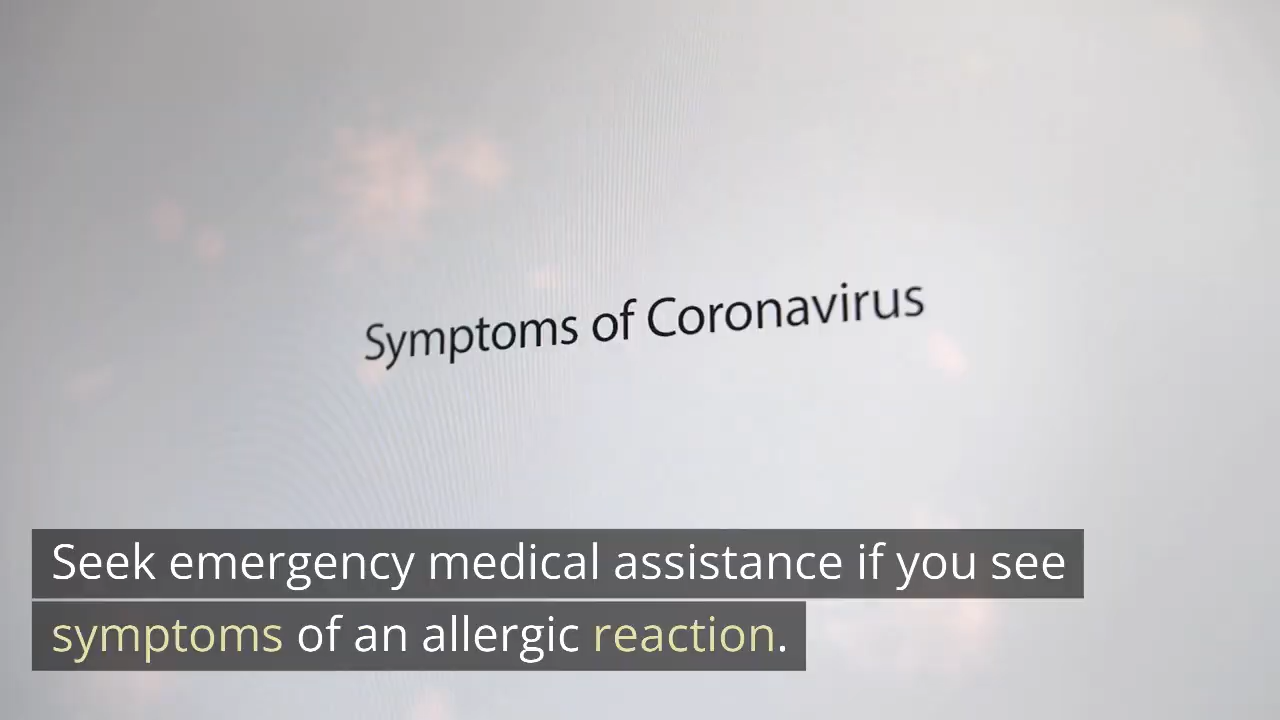 Symptoms of Coronavirus
Seek emergency medical assistance if you see
symptoms of an allergic reaction.